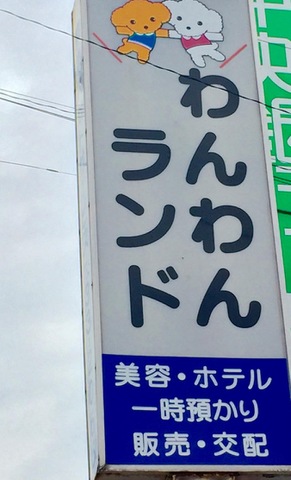 わんわん
ランド
美容・ホテル
一時預かり
販売・交配